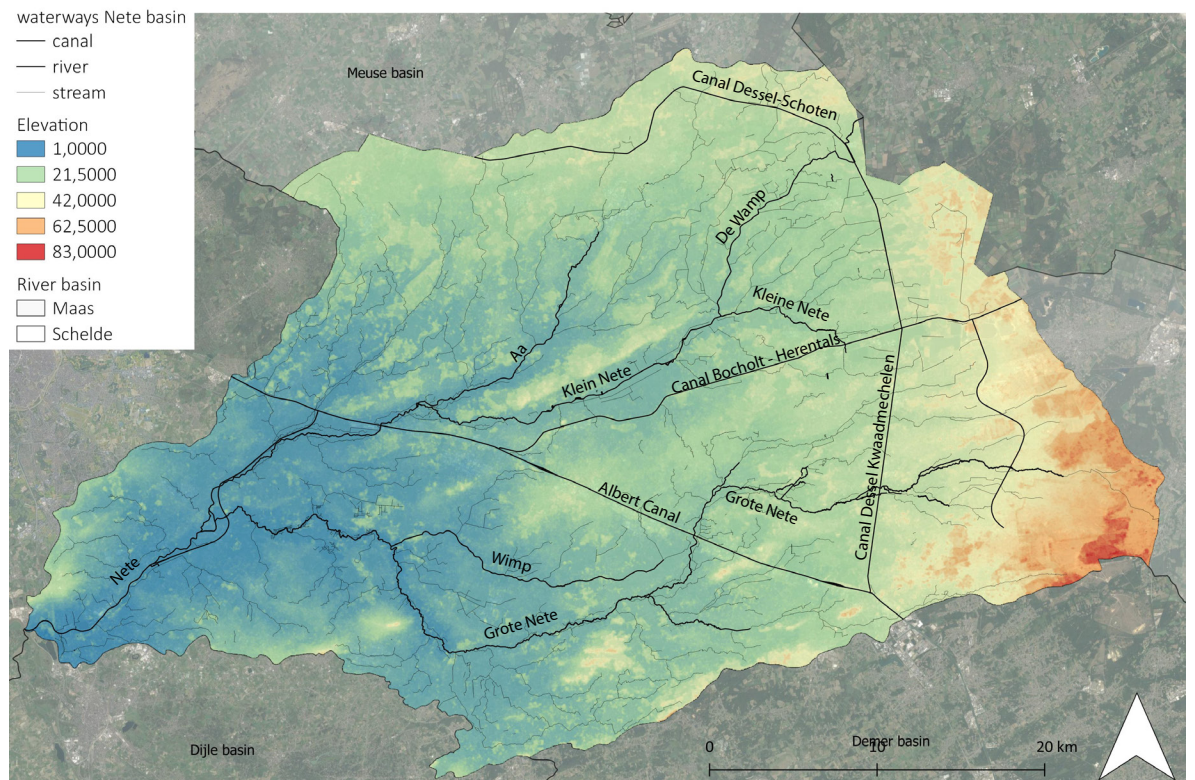 waterways Nete basin
canal
river
stream
Elevation
1,0000
21,5000
42,0000
62,5000
83,0000
River basin
Maas
Schelde
Meuse basin
Canal Dessel-Schoten
De Wamp
Kleine Nete
Aa
Klein Nete
Canal Bocholt - Herentals
Canal Dessel Kwaadmechelen
Albert Canal
Grote Nete
Nete
Wimp
Grote Nete
Dijle basin
Demer basin
0 10 20 km